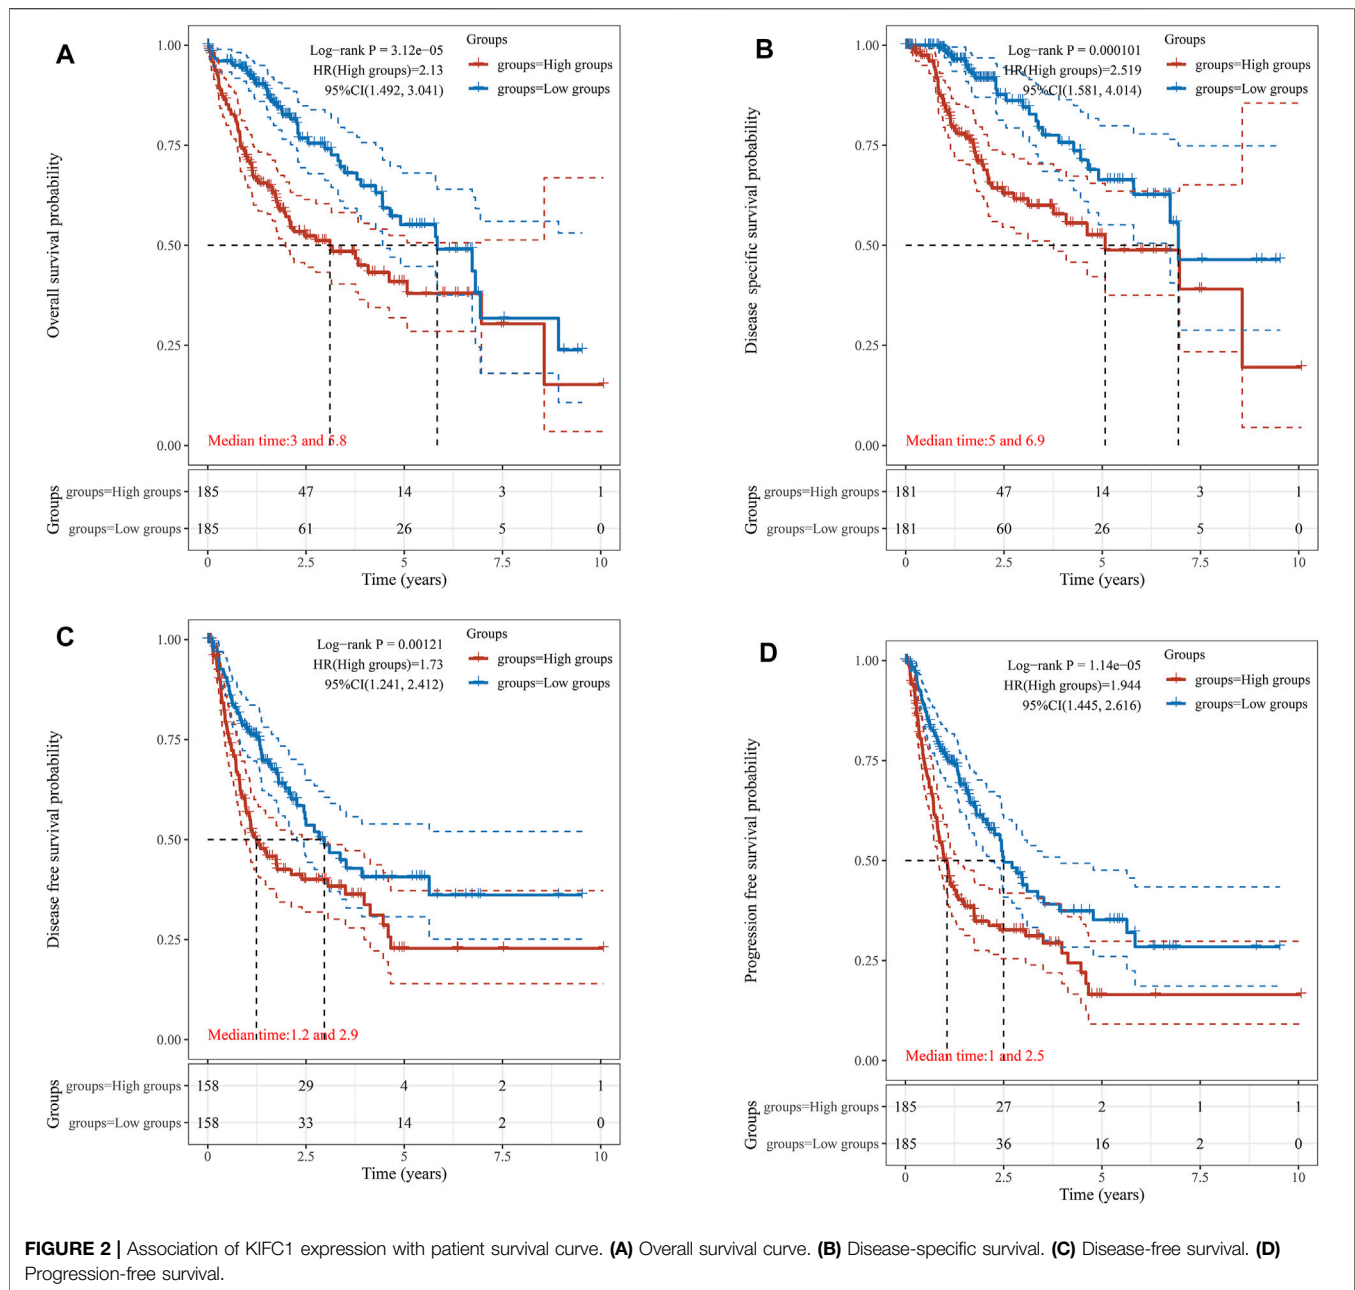 A
Log-rank P = 3.12e-05
HR(High groups)=2.13
95%CI(1.492, 3.041)
Groups
groups=High groups
groups=Low groups
Overall survival probability
1.00
0.75
0.50
0.25
0.00
Median time:3 and 5.8
Groups
groups=High groups 185 47 14 3 1
groups=Low groups 185 61 26 5 0
0 2.5 5 7.5 10
Time (years)
B
Log-rank P = 0.000101
HR(High groups)=2.519
95%CI(1.581, 4.014)
Groups
groups=High groups
groups=Low groups
Disease specific survival probability
1.00
0.75
0.50
0.25
0.00
Median time:5 and 6.9
Groups
groups=High groups 181 47 14 3 1
groups=Low groups 181 60 26 5 0
0 2.5 5 7.5 10
Time (years)
C
Log-rank P = 0.00121
HR(High groups)=1.73
95%CI(1.241, 2.412)
Groups
groups=High groups
groups=Low groups
Disease free survival probability
1.00
0.75
0.50
0.25
0.00
Median time:1.2 and 2.9
Groups
groups=High groups 158 29 4 2 1
groups=Low groups 158 33 14 2 0
0 2.5 5 7.5 10
Time (years)
D
Log-rank P = 1.14e-05
HR(High groups)=1.944
95%CI(1.445, 2.616)
Groups
groups=High groups
groups=Low groups
Progression free survival probability
1.00
0.75
0.50
0.25
0.00
Median time:1 and 2.5
Groups
groups=High groups 185 27 2 1 1
groups=Low groups 185 36 16 2 0
0 2.5 5 7.5 10
Time (years)
FIGURE 2 | Association of KIFC1 expression with patient survival curve. (A) Overall survival curve. (B) Disease-specific survival. (C) Disease-free survival. (D)
Progression-free survival.